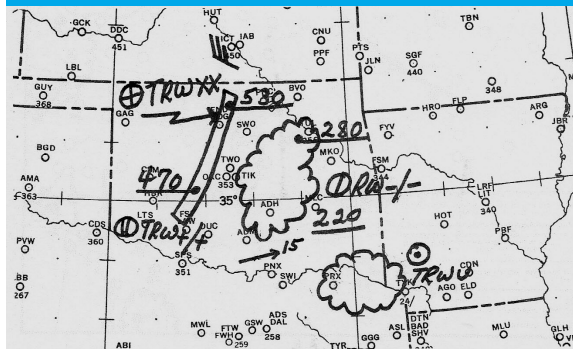 HUT
GCK
DDC
451
ICT
IAB
450
CNU
PPF
TBN
PTS
JLN
SGF
440
LBL
GUY
368
TRWXX
580
BVO
348
HRO
FLP
ARG
JBR
GAG
SWO
280
FYV
BGD
MKO
FSM
344
AMA
363
470
TWO
353
TIK
OKC
RW-/-
LRF
LIT
340
35°
LTS
ADH
220
HOT
PBF
CDS
360
TRW++
DUC
PVW
SPS
351
15
PNX
SWI
PRX
TRWU
CDN
ELD
AGO
BB
267
TXK
24
MWL
FTW
FWH
259
GSW
ADS
DAL
258
ABI
TYR
GGG
ASL
DTN
BAD
SHV
MLU
GLH